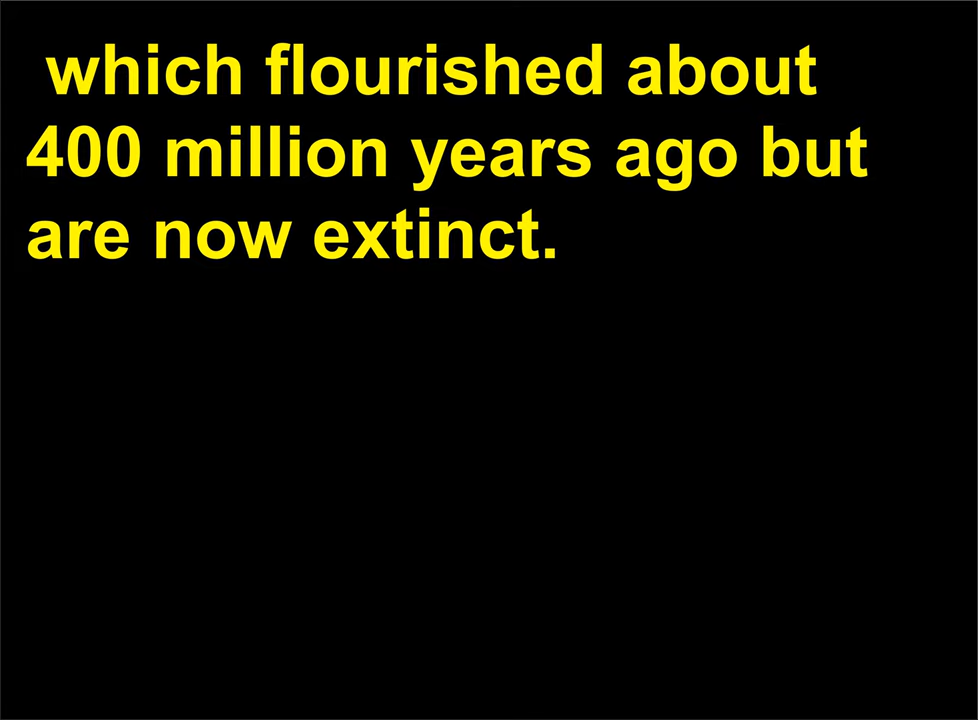 which flourished about
400 million years ago but
are now extinct.